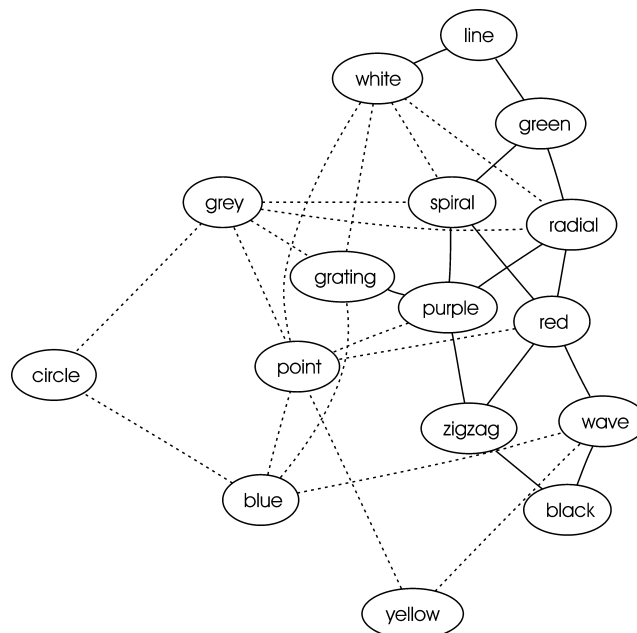 line
white
green
grey
spiral
radial
grating
purple
red
point
circle
wave
zigzag
blue
black
yellow